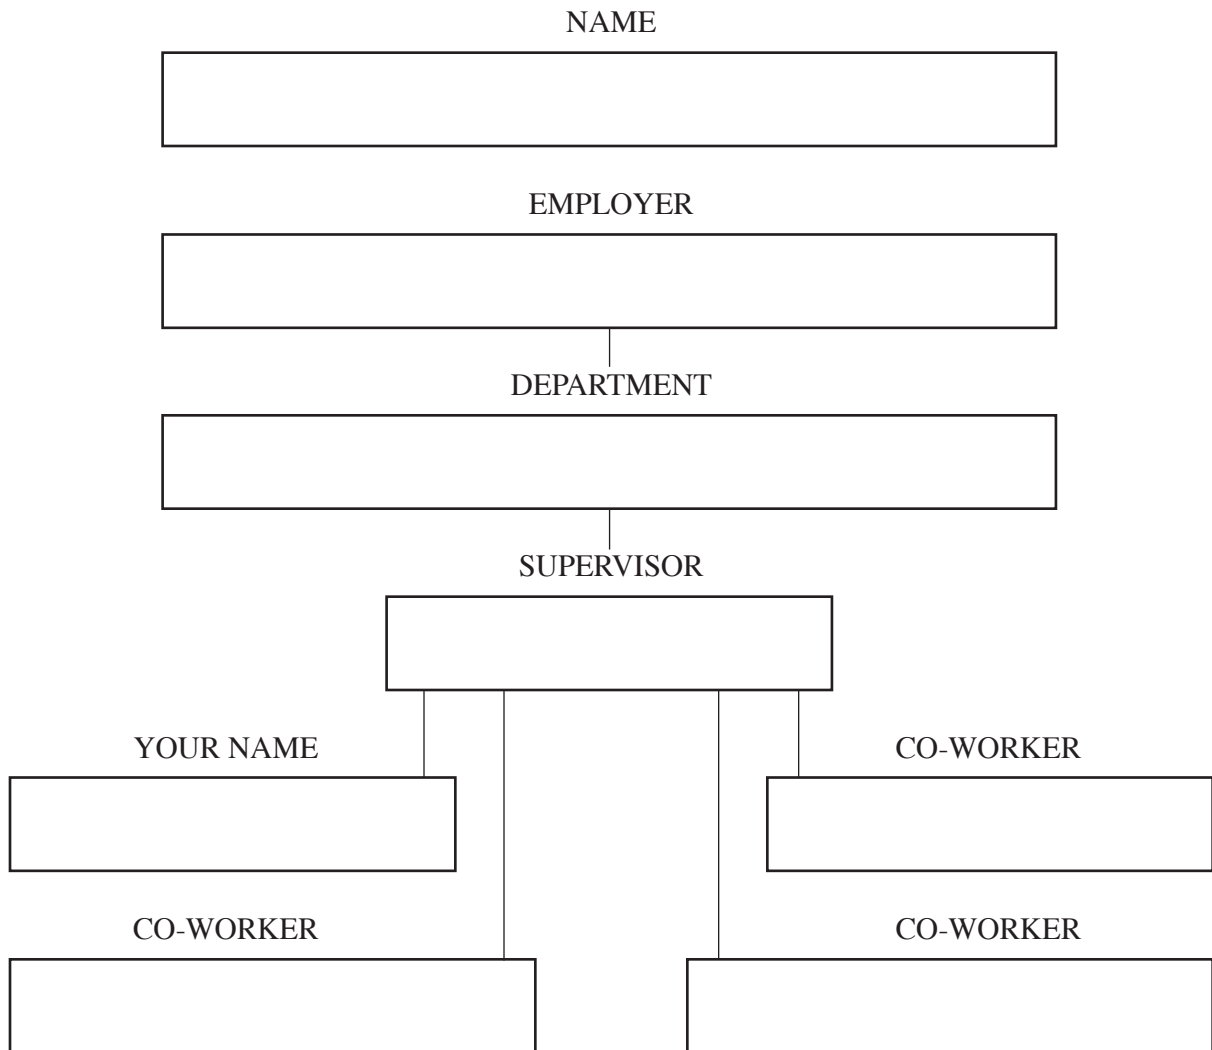 NAME
EMPLOYER
DEPARTMENT
SUPERVISOR
YOUR NAME
CO-WORKER
CO-WORKER
CO-WORKER